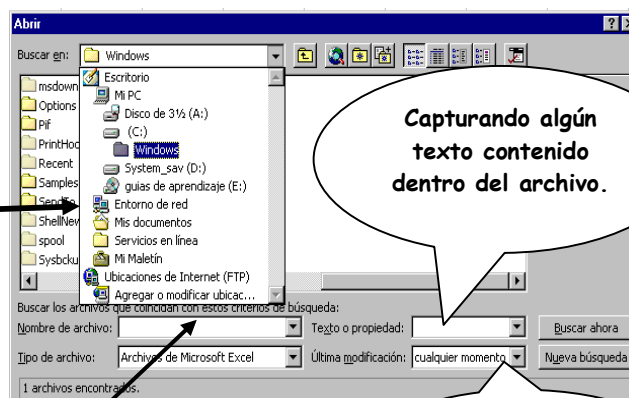 Abrir
Buscar en:
Windows
Escritorio
Mi PC
Disco de 3½ (A:)
(C:)
Windows
System_sav (D:)
guias de aprendizaje (E:)
Entorno de red
Mis documentos
Servicios en línea
Mi Maletín
Ubicaciones de Internet (FTP)
Agregar o modificar ubicac...
msdown
Options
Pif
PrintHoo
Recent
Samples
SendTo
ShellNew
spool
Sysbcku
Capturando algún
texto contenido
dentro del archivo.
Buscar los archivos que coincidan con estos criterios de búsqueda:
Nombre de archivo:
Texto o propiedad:
Buscar ahora
Tipo de archivo:
Archivos de Microsoft Excel
Última modificación:
cualquier momento
Nueva búsqueda
1 archivos encontrados.